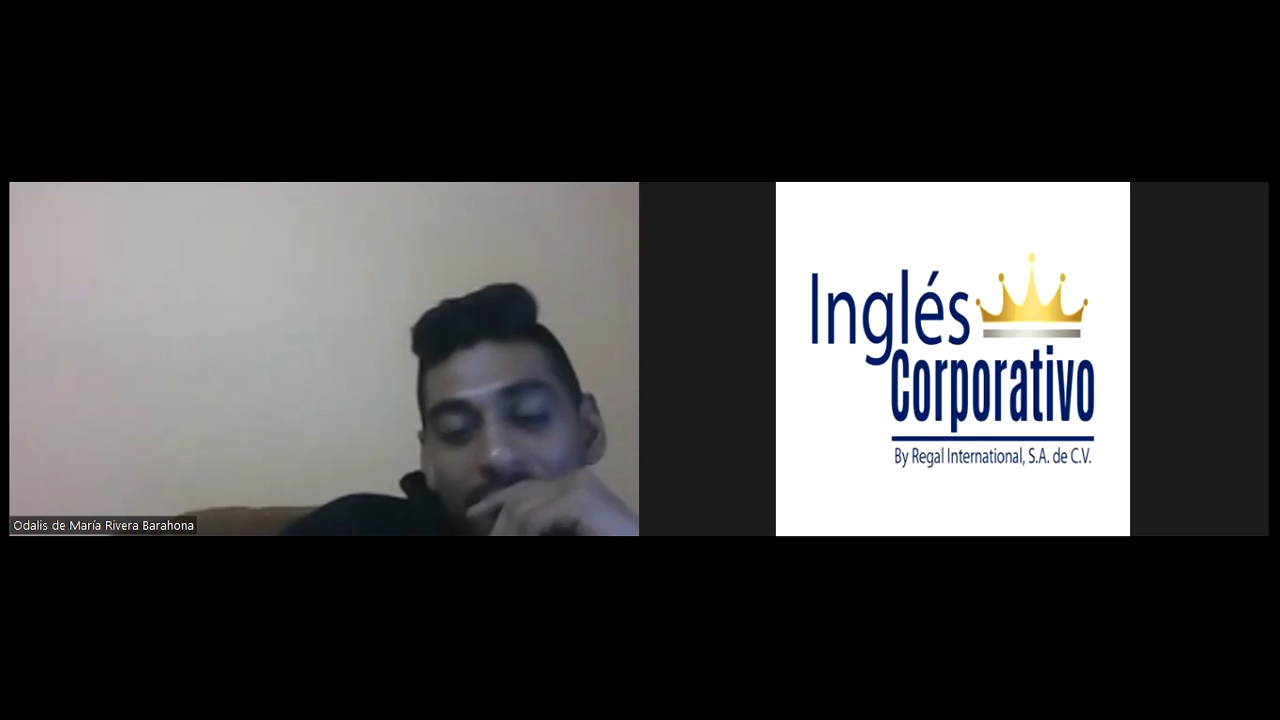 Odalis de María Rivera Barahona
Inglés
Corporativo
By Regal International, S.A. de C.V.